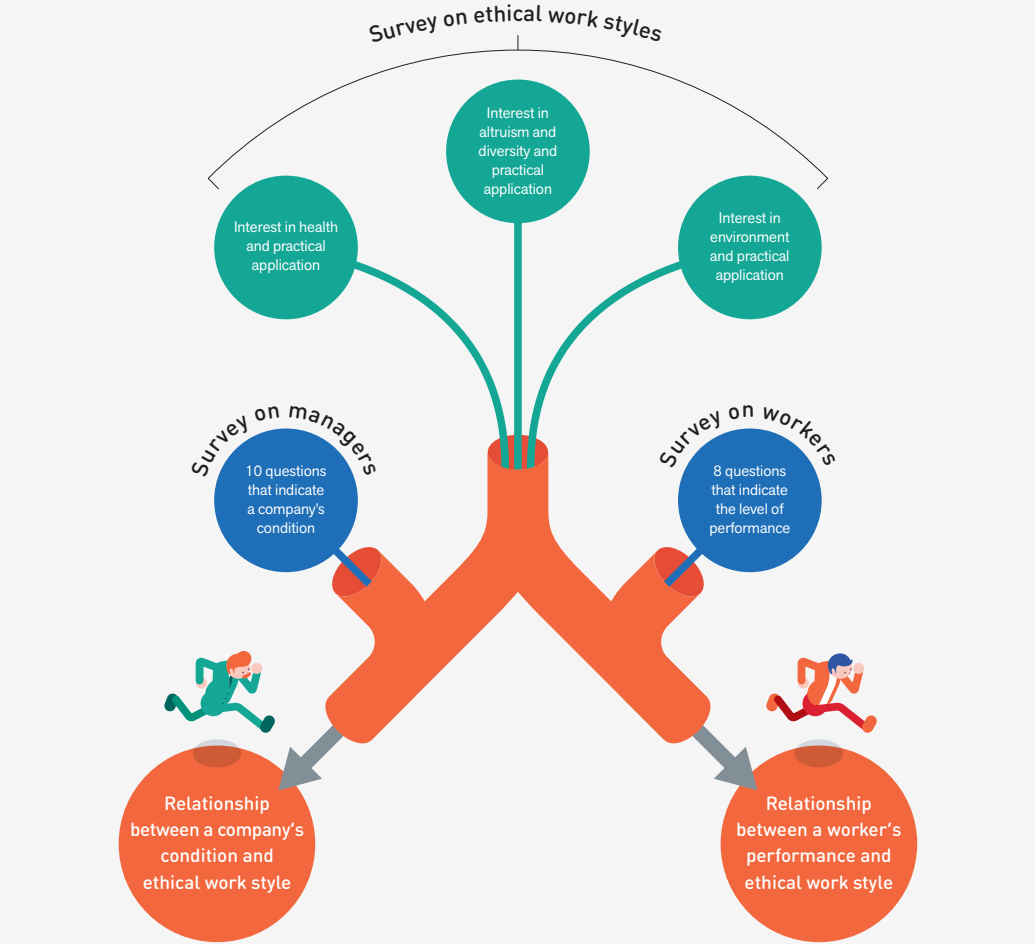 Survey on ethical work styles
Interest in
altruism and
diversity and
practical
application
Interest in health
and practical
application
Interest in
environment
and practical
application
Survey on managers
10 questions
that indicate
a company's
condition
Survey on workers
8 questions
that indicate
the level of
performance
Relationship
between a company's
condition and
ethical work style
Relationship
between a worker's
performance and
ethical work style